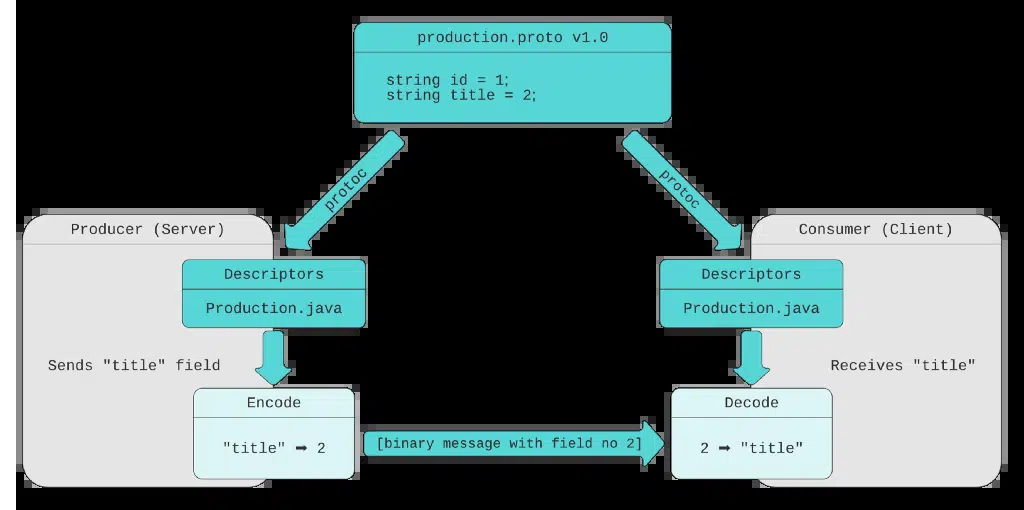 production.proto v1.0
string id = 1;
string title = 2;
protoc
protoc
Producer (Server)
Consumer (Client)
Descriptors
Production.java
Descriptors
Production.java
Sends "title" field
Receives "title"
Encode
"title" ➡ 2
[binary message with field no 2]
Decode
2 ➡ "title"